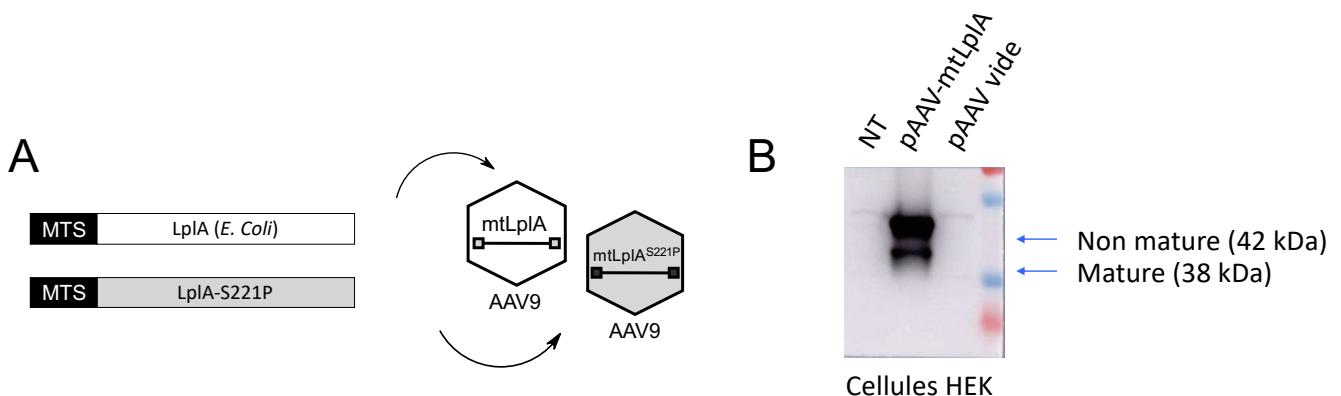 A
MTS LplA (E. Coli)
MTS LplA-S221P
mtLplA
AAV9
mtLplA^S221P
AAV9
B
NT
pAAV-mtLplA
pAAV vide
Non mature (42 kDa)
Mature (38 kDa)
Cellules HEK